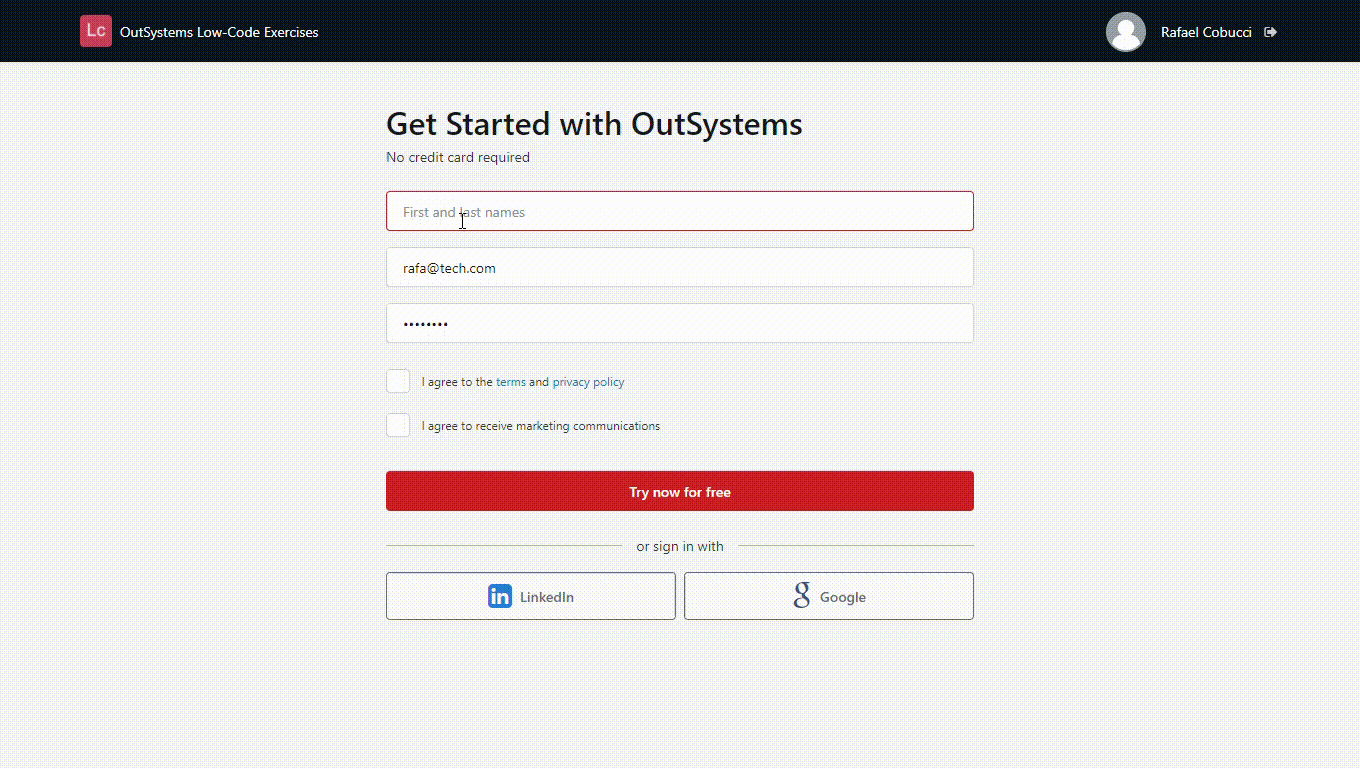 Lc OutSystems Low-Code Exercises Rafael Cobucci
Get Started with OutSystems
No credit card required
First and last names
rafa@tech.com
••••••••
I agree to the terms and privacy policy
I agree to receive marketing communications
Try now for free
or sign in with
in LinkedIn
g Google